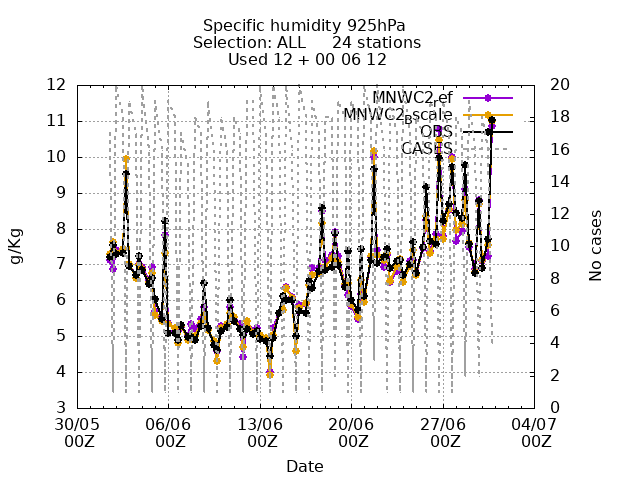 Specific humidity 925hPa
Selection: ALL 24 stations
Used 12 + 00 06 12
12 20
MNWC2ref
18
11
MNWC2Bscale
OBS
10 CASES 16
14
9
12
8
10
g/Kg
No cases
7
8
6
6
5
4
4
2
3 0
30/05 06/06 13/06 20/06 27/06 04/07
00Z 00Z 00Z 00Z 00Z 00Z
Date